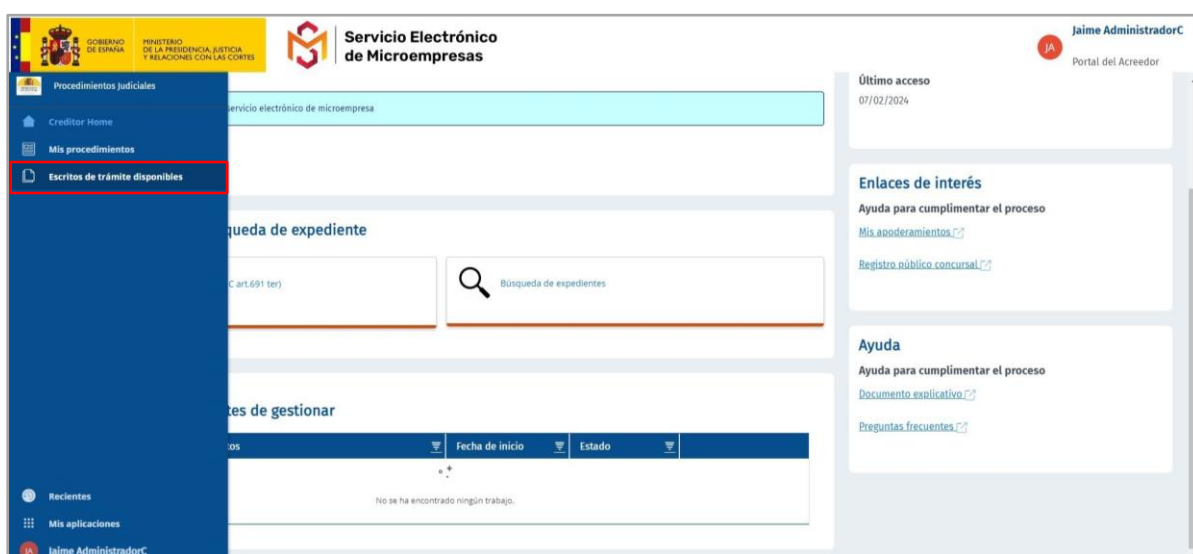 GOBIERNO
DE ESPAÑA
MINISTERIO
DE LA PRESIDENCIA, JUSTICIA
Y RELACIONES CON LAS CORTES
Servicio Electrónico
de Microempresas
JA
Jaime AdministradorC
Portal del Acreedor
Procedimientos Judiciales
Creditor Home
Mis procedimientos
Escritos de trámite disponibles
Recientes
Mis aplicaciones
JA
Jaime AdministradorC
servicio electrónico de microempresa
queda de expediente
C art.691 ter)
Búsqueda de expedientes
tes de gestionar
tos
Fecha de inicio
Estado
No se ha encontrado ningún trabajo.
Último acceso
07/02/2024
Enlaces de interés
Ayuda para cumplimentar el proceso
Mis apoderamientos
Registro público concursal
Ayuda
Ayuda para cumplimentar el proceso
Documento explicativo
Preguntas frecuentes